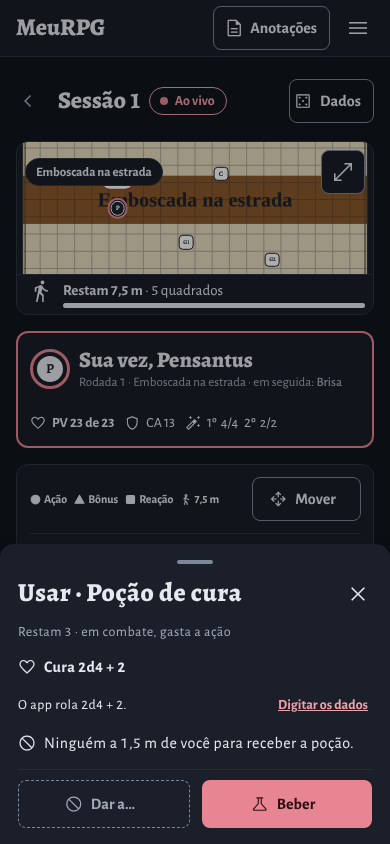 MeuRPG
Anotações
Sessão 1
Ao vivo
Dados
Emboscada na estrada
C
Emboscada na estrada
P
G1
G2
Restam 7,5 m · 5 quadrados
P
Sua vez, Pensantus
Rodada 1 · Emboscada na estrada · em seguida: Brisa
PV 23 de 23
CA 13
1º 4/4 2º 2/2
Ação
Bônus
Reação
7,5 m
Mover
Usar · Poção de cura
Restam 3 · em combate, gasta a ação
Cura 2d4 + 2
O app rola 2d4 + 2.
Digitar os dados
Ninguém a 1,5 m de você para receber a poção.
Dar a…
Beber